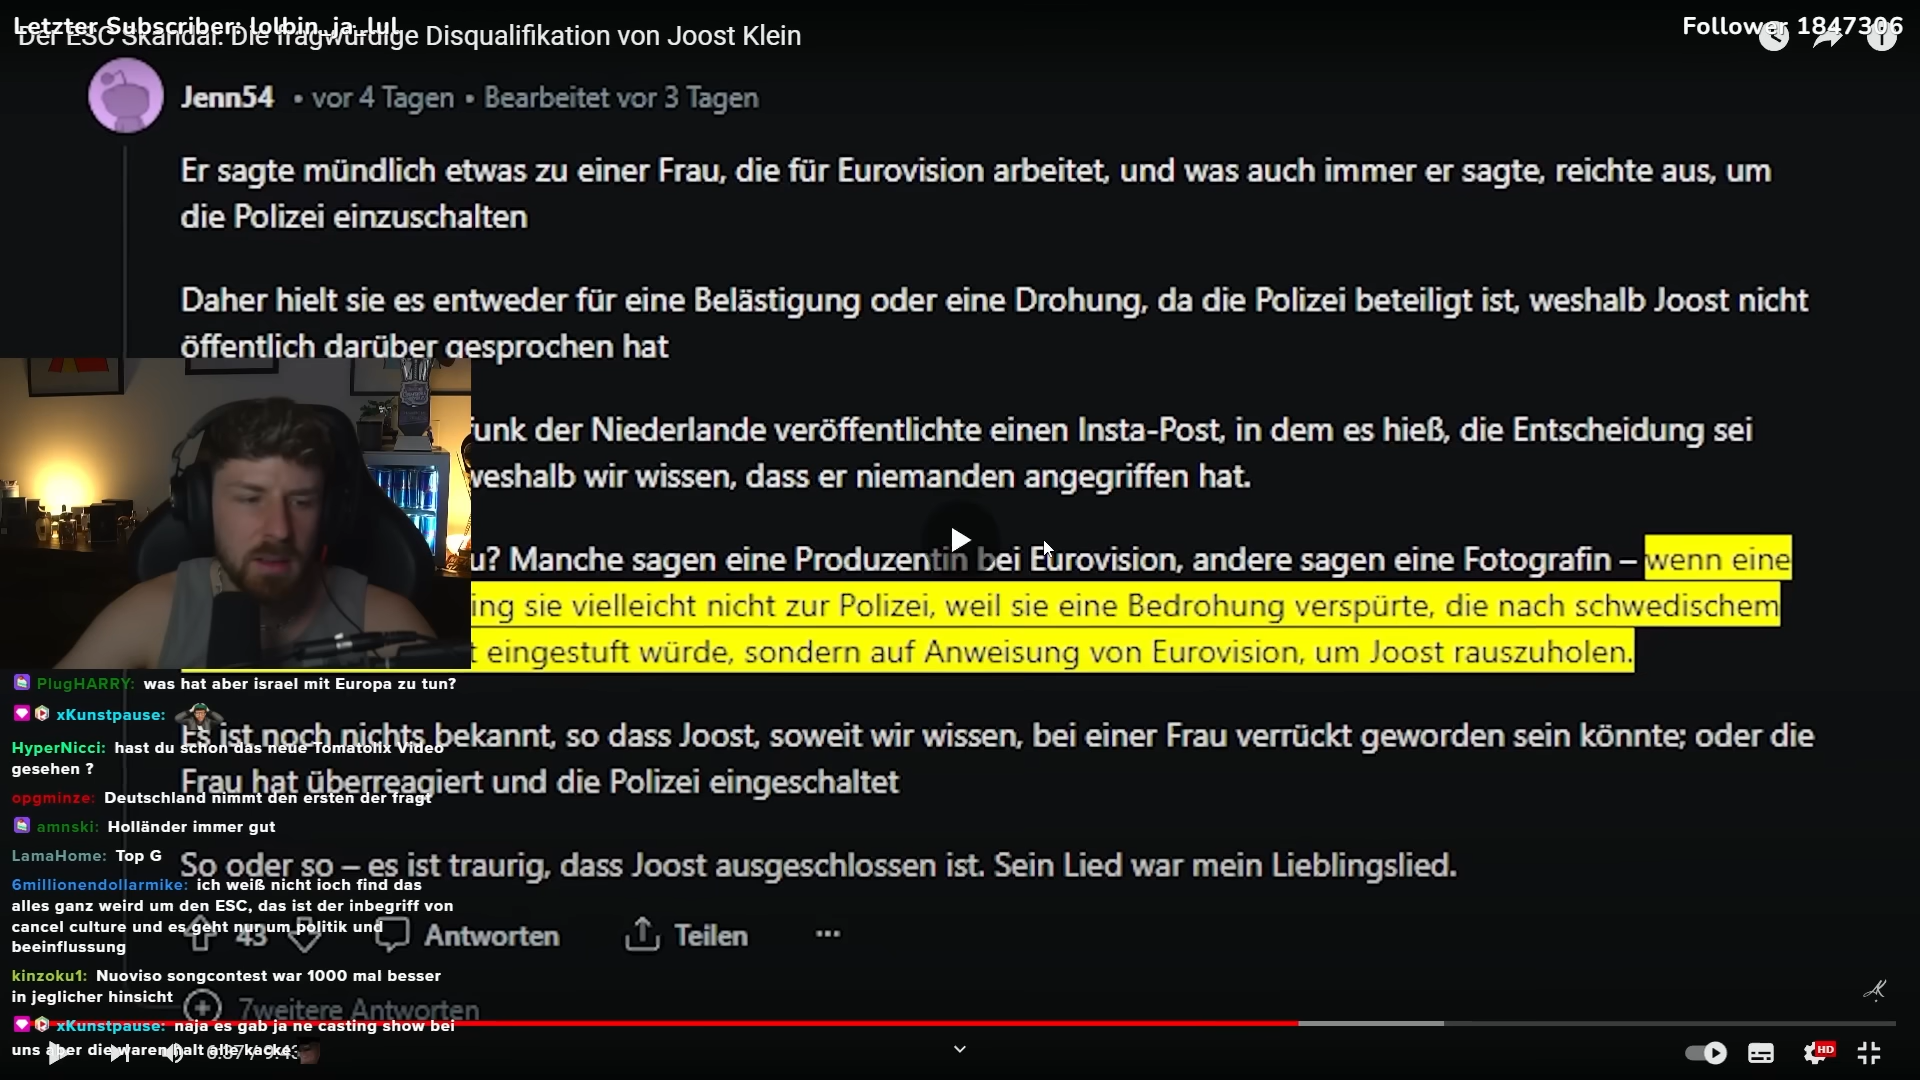 Letzter Subscriber: lolbin_ja_lul
Follower 1847306
Der ESC Skandal: Die fragwürdige Disqualifikation von Joost Klein
Jenn54 • vor 4 Tagen • Bearbeitet vor 3 Tagen
Er sagte mündlich etwas zu einer Frau, die für Eurovision arbeitet, und was auch immer er sagte, reichte aus, um
die Polizei einzuschalten
Daher hielt sie es entweder für eine Belästigung oder eine Drohung, da die Polizei beteiligt ist, weshalb Joost nicht
öffentlich darüber gesprochen hat
funk der Niederlande veröffentlichte einen Insta-Post, in dem es hieß, die Entscheidung sei
weshalb wir wissen, dass er niemanden angegriffen hat.
u? Manche sagen eine Produzentin bei Eurovision, andere sagen eine Fotografin – wenn eine
ing sie vielleicht nicht zur Polizei, weil sie eine Bedrohung verspürte, die nach schwedischem
t eingestuft würde, sondern auf Anweisung von Eurovision, um Joost rauszuholen.
Es ist noch nichts bekannt, so dass Joost, soweit wir wissen, bei einer Frau verrückt geworden sein könnte; oder die
Frau hat überreagiert und die Polizei eingeschaltet
So oder so – es ist traurig, dass Joost ausgeschlossen ist. Sein Lied war mein Lieblingslied.
43 Antworten Teilen ...
7 weitere Antworten
PlugHARRY: was hat aber israel mit Europa zu tun?
xKunstpause:
HyperNicci: hast du schon das neue Tomatolix Video
gesehen ?
opgminze: Deutschland nimmt den ersten der fragt
amnski: Holländer immer gut
LamaHome: Top G
6millionendollarmike: ich weiß nicht ioch find das
alles ganz weird um den ESC, das ist der inbegriff von
cancel culture und es geht nur um politik und
beeinflussung
kinzoku1: Nuoviso songcontest war 1000 mal besser
in jeglicher hinsicht
xKunstpause: naja es gab ja ne casting show bei
uns aber die waren halt alle kacke
HD